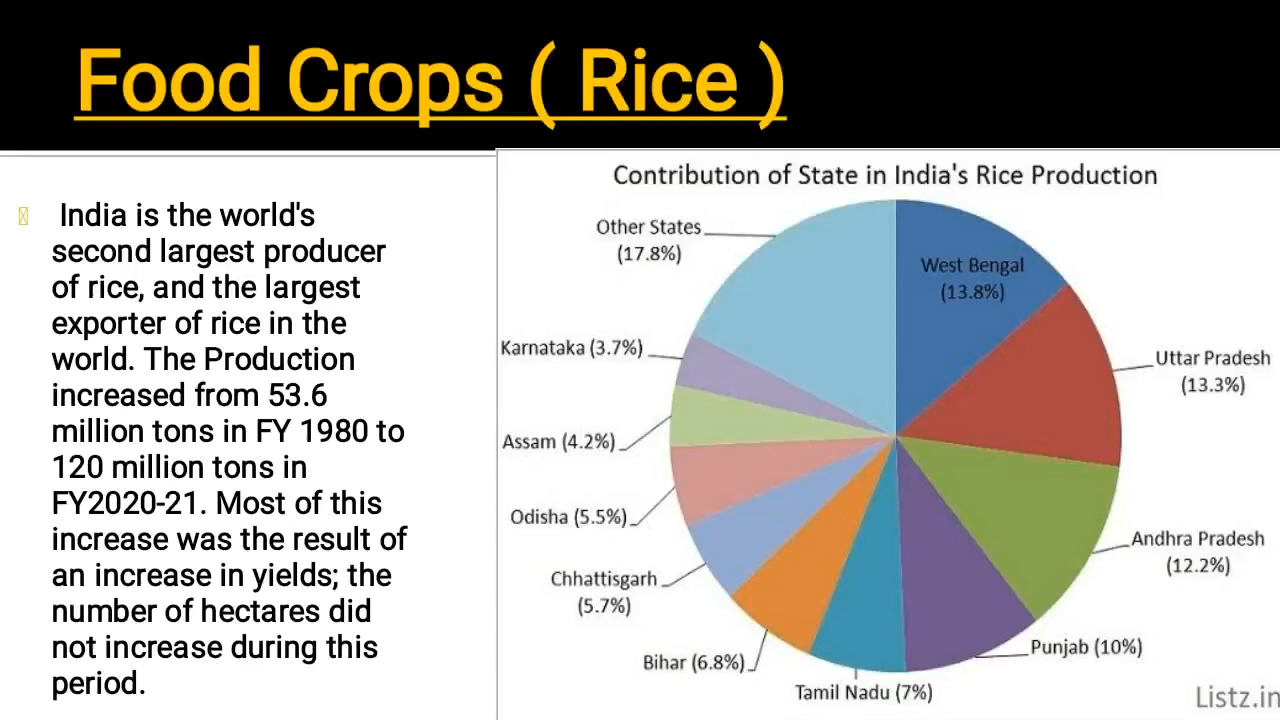 Food Crops ( Rice )
India is the world's
second largest producer
of rice, and the largest
exporter of rice in the
world. The Production
increased from 53.6
million tons in FY 1980 to
120 million tons in
FY2020-21. Most of this
increase was the result of
an increase in yields; the
number of hectares did
not increase during this
period.
Contribution of State in India's Rice Production
Other States
(17.8%)
West Bengal
(13.8%)
Karnataka (3.7%)
Uttar Pradesh
(13.3%)
Assam (4.2%)
Odisha (5.5%)
Andhra Pradesh
(12.2%)
Chhattisgarh
(5.7%)
Punjab (10%)
Bihar (6.8%)
Tamil Nadu (7%)
Listz.in